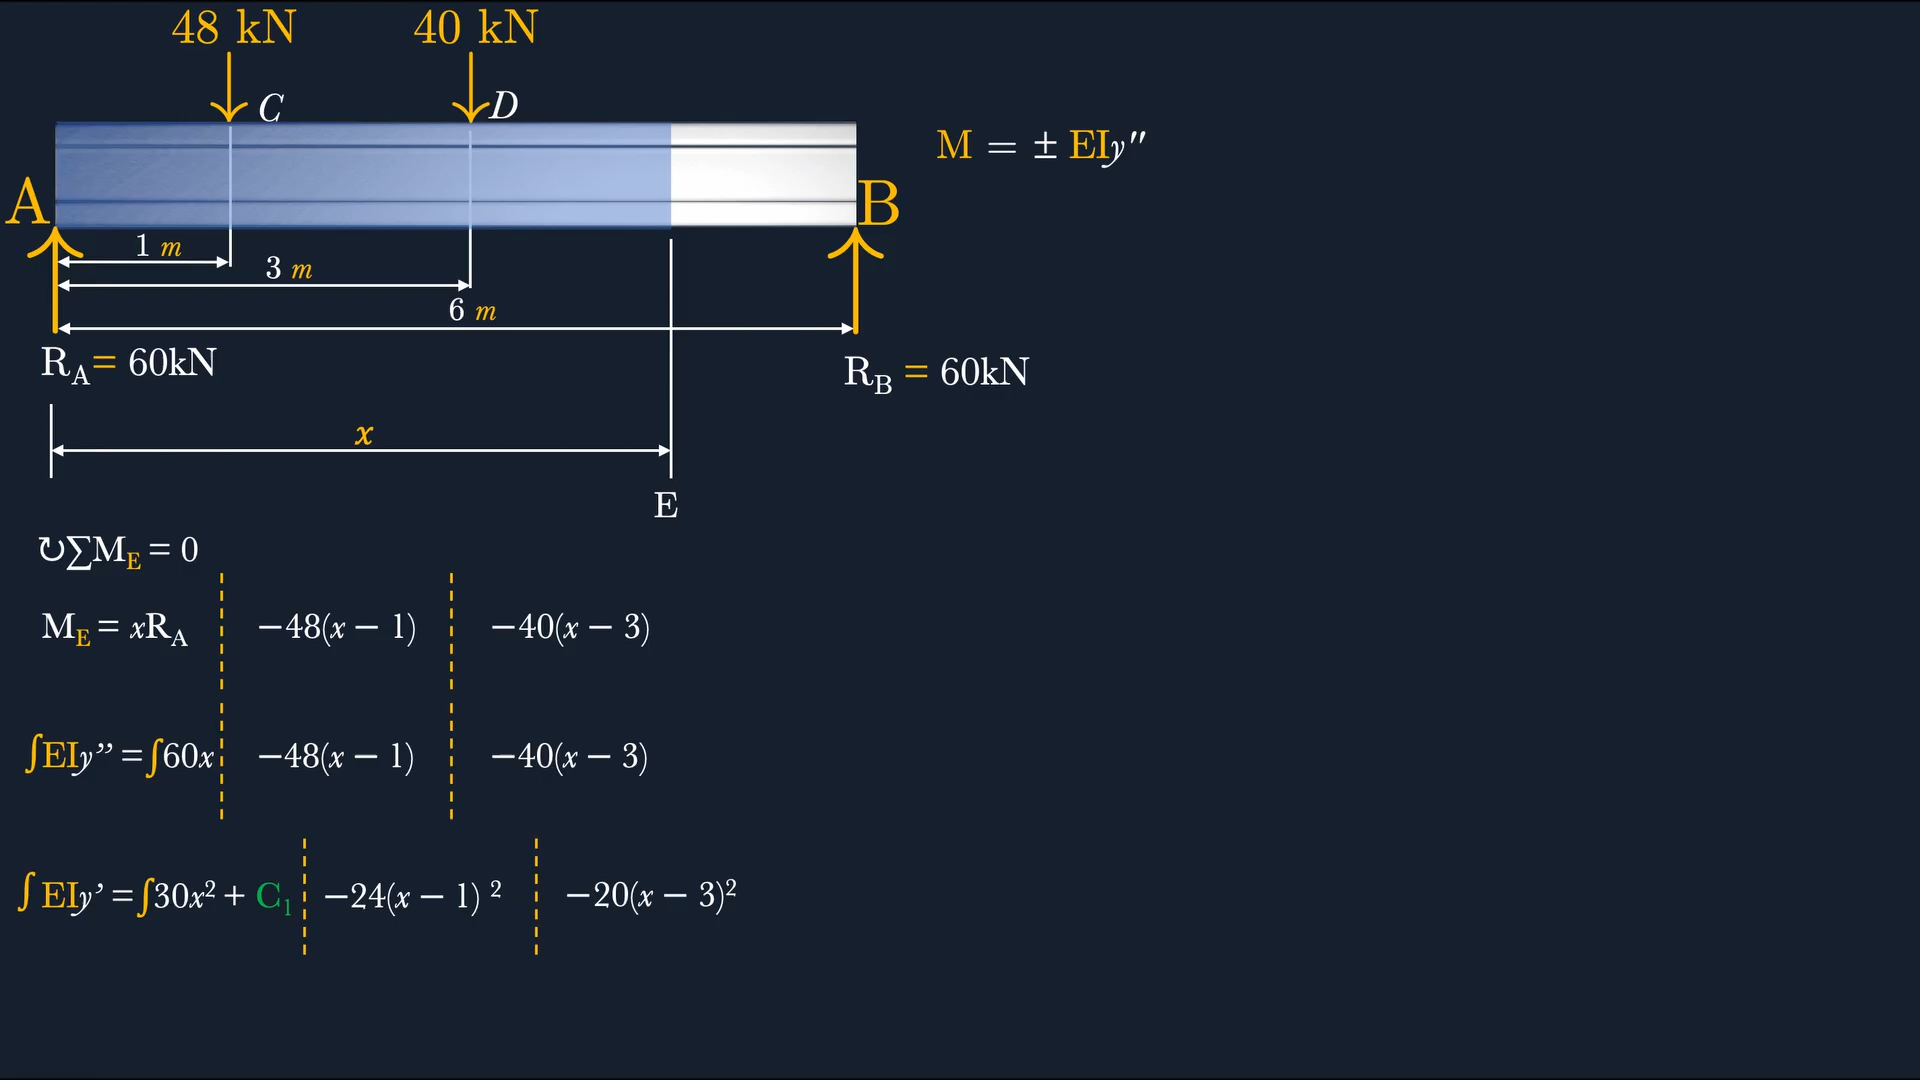 48 kN 40 kN
C D
M = ± EIy″
A B
1 m
3 m
6 m
R_A = 60kN R_B = 60kN
x
E
↻∑M_E = 0
M_E = xR_A −48(x − 1) −40(x − 3)
∫EIy” = ∫60x −48(x − 1) −40(x − 3)
∫ EIy’ = ∫30x² + C₁ −24(x − 1) ² −20(x − 3)²